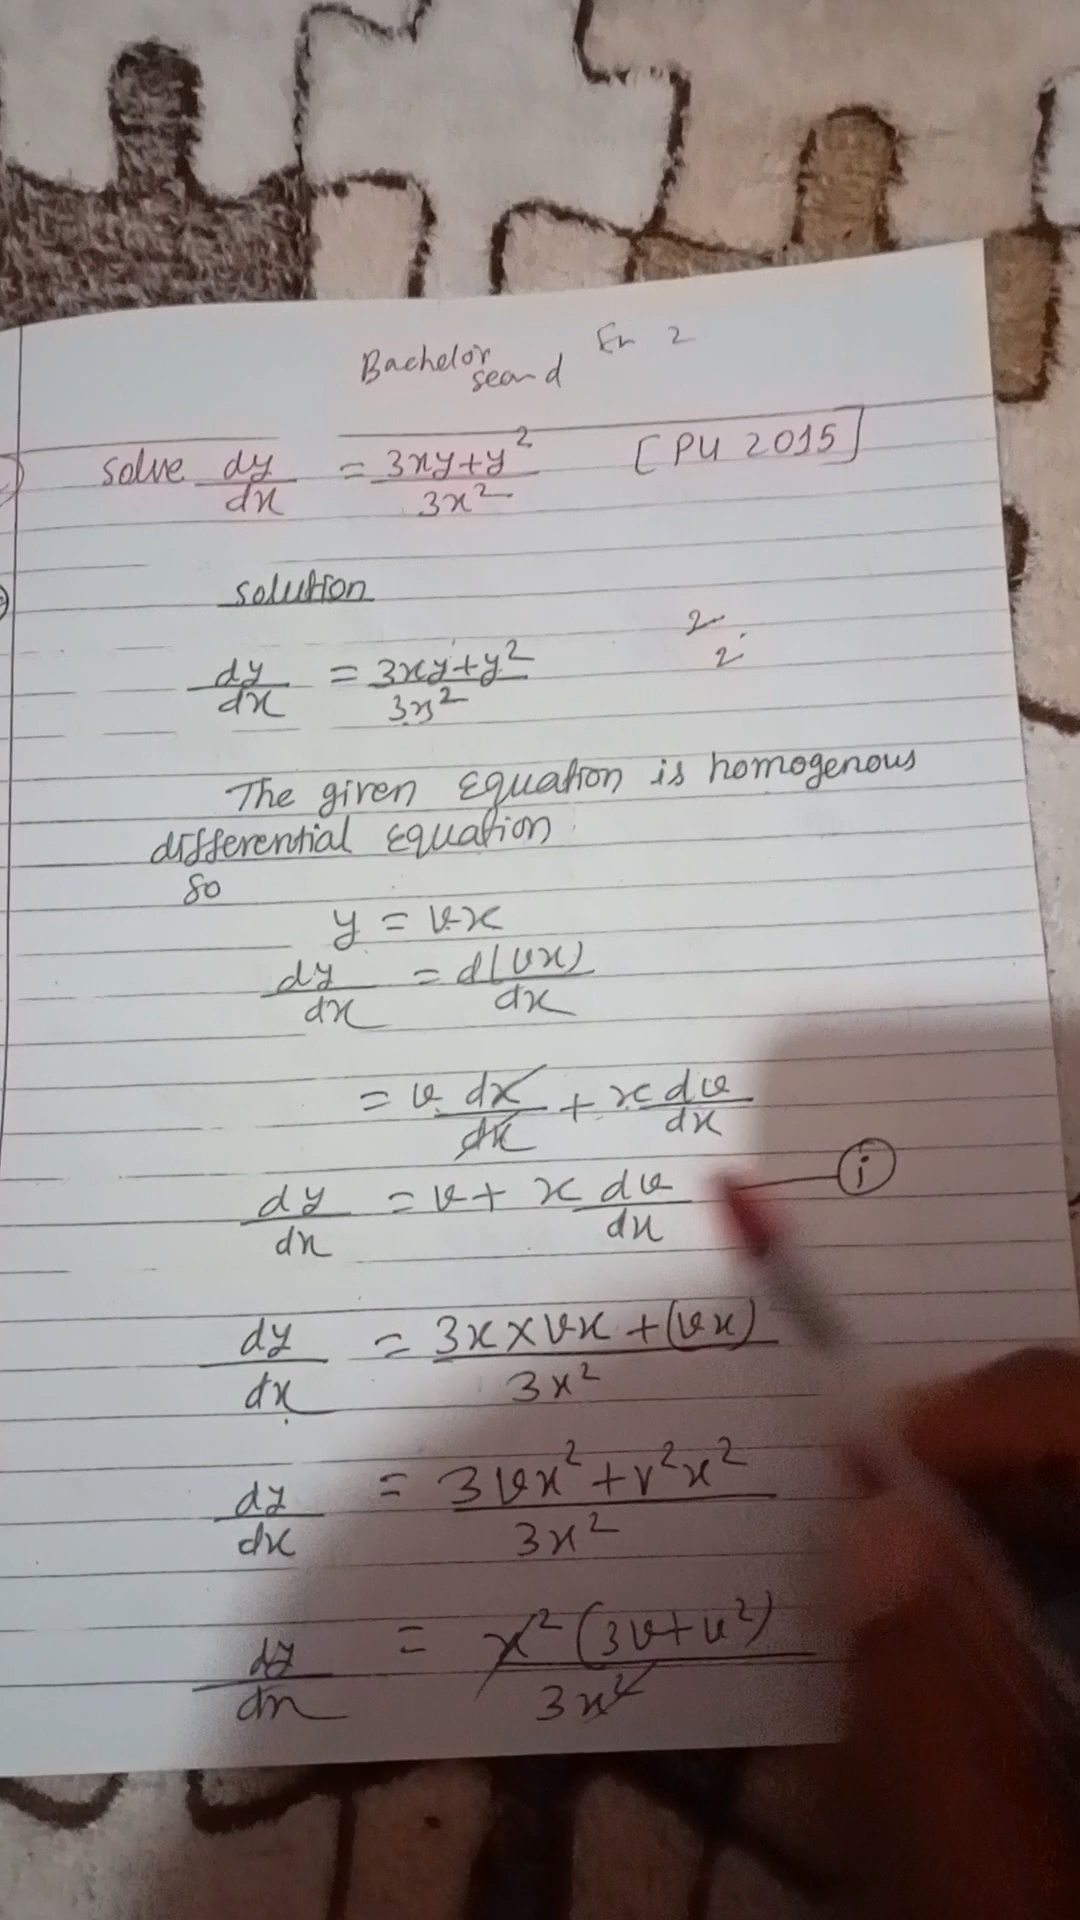 Bachelor Ex 2
second
solve dy/dx = (3xy+y²)/3x² [PU 2015]
solution
dy/dx = (3xy+y²)/3x²
2
2
The given Equation is homogenous
differential Equation
so
y = vx
dy/dx = d(vx)/dx
= v dx/dx + x dv/dx
dy/dx = v + x dv/dx — (i)
dy/dx = (3x×vx+(vx))/3x²
dy/dx = (3vx²+v²x²)/3x²
dy/dx = x²(3v+v²)/3x²